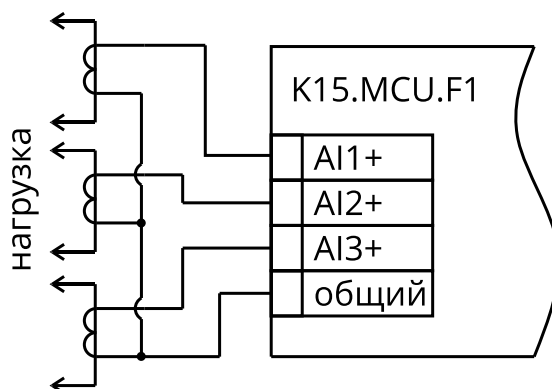 нагрузка
K15.MCU.F1
AI1+
AI2+
AI3+
общий